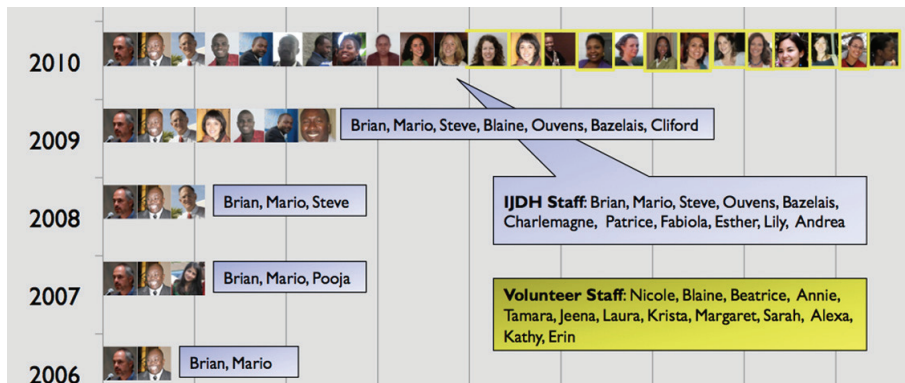 2010
2009
Brian, Mario, Steve, Blaine, Ouvens, Bazelais, Cliford
2008
Brian, Mario, Steve
IJDH Staff: Brian, Mario, Steve, Ouvens, Bazelais,
Charlemagne, Patrice, Fabiola, Esther, Lily, Andrea
2007
Brian, Mario, Pooja
Volunteer Staff: Nicole, Blaine, Beatrice, Annie,
Tamara, Jeena, Laura, Krista, Margaret, Sarah, Alexa,
Kathy, Erin
2006
Brian, Mario